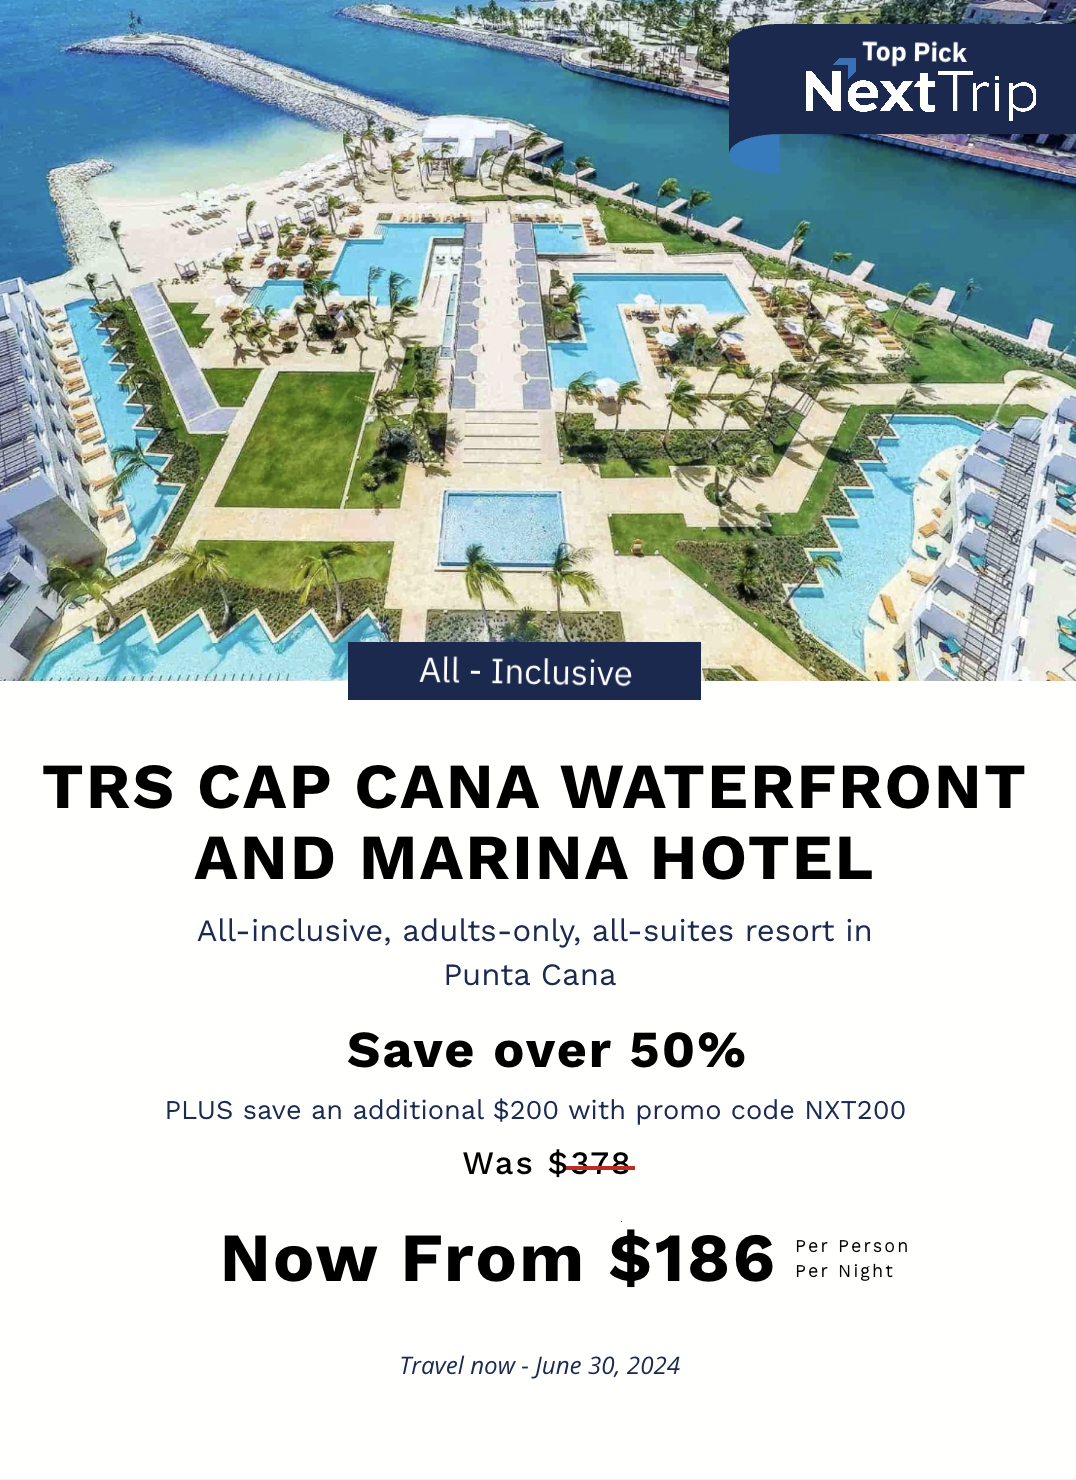 Top Pick
NextTrip
All - Inclusive
TRS CAP CANA WATERFRONT
AND MARINA HOTEL
All-inclusive, adults-only, all-suites resort in
Punta Cana
Save over 50%
PLUS save an additional $200 with promo code NXT200
Was $378
Now From $186
Per Person
Per Night
Travel now - June 30, 2024